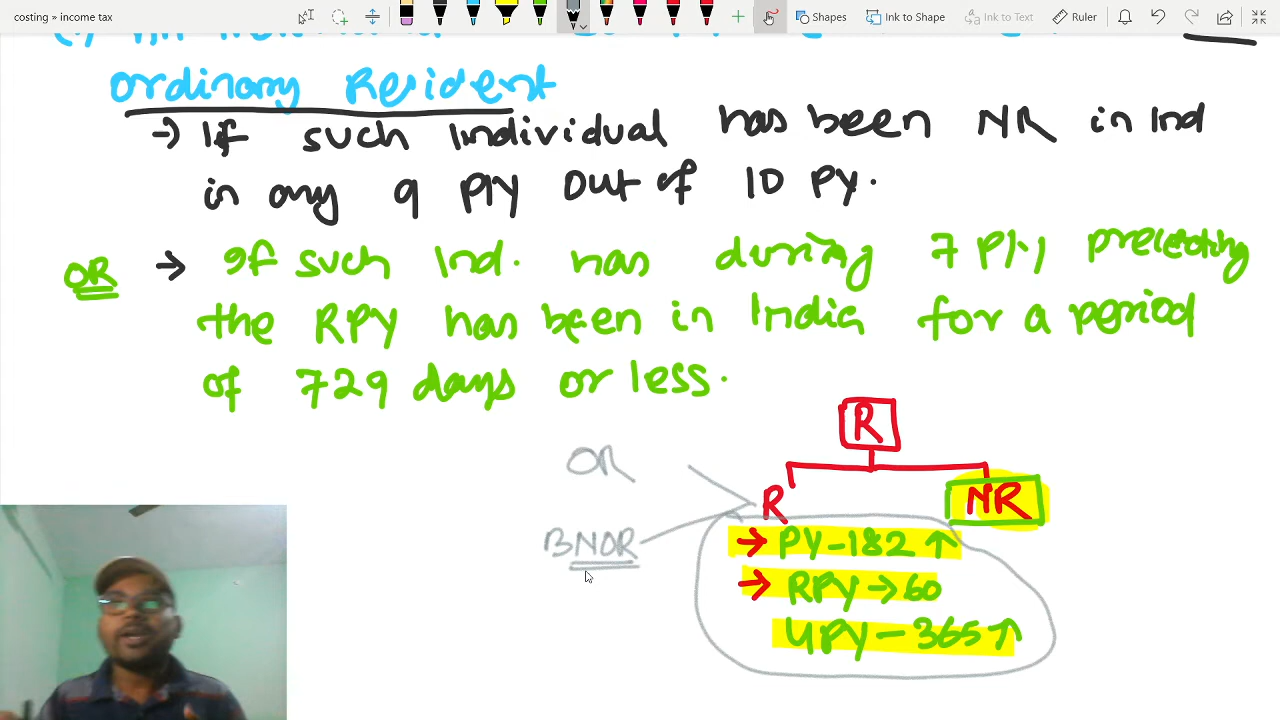 costing » income tax
Shapes
Ink to Shape
Ink to Text
Ruler
ordinary Resident
→ If such Individual has been NR in Ind
in any 9 PY out of 10 PY.
OR → If such Ind. has during 7 P.Y preceding
the RPY has been in India for a period
of 729 days or less.
R
OR
R
NR
BNOR
→ PY-182 ↑
→ RPY → 60
4PY - 365 ↑